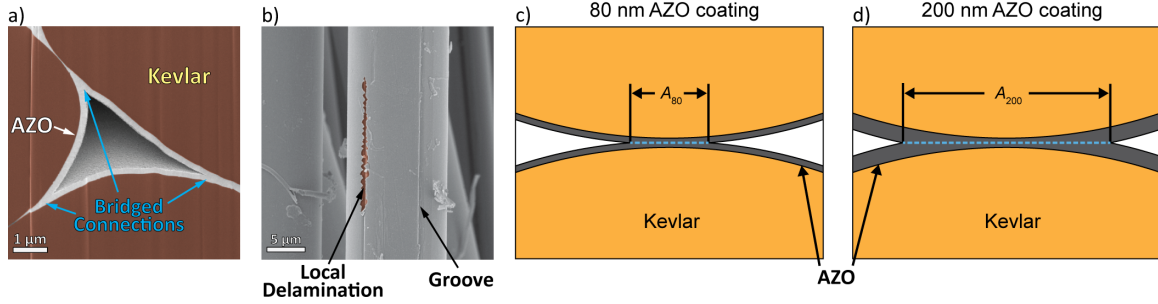 a)
Kevlar
AZO
Bridged
Connections
1 µm
b)
5 µm
Local
Delamination
Groove
c)
80 nm AZO coating
A80
Kevlar
AZO
d)
200 nm AZO coating
A200
Kevlar